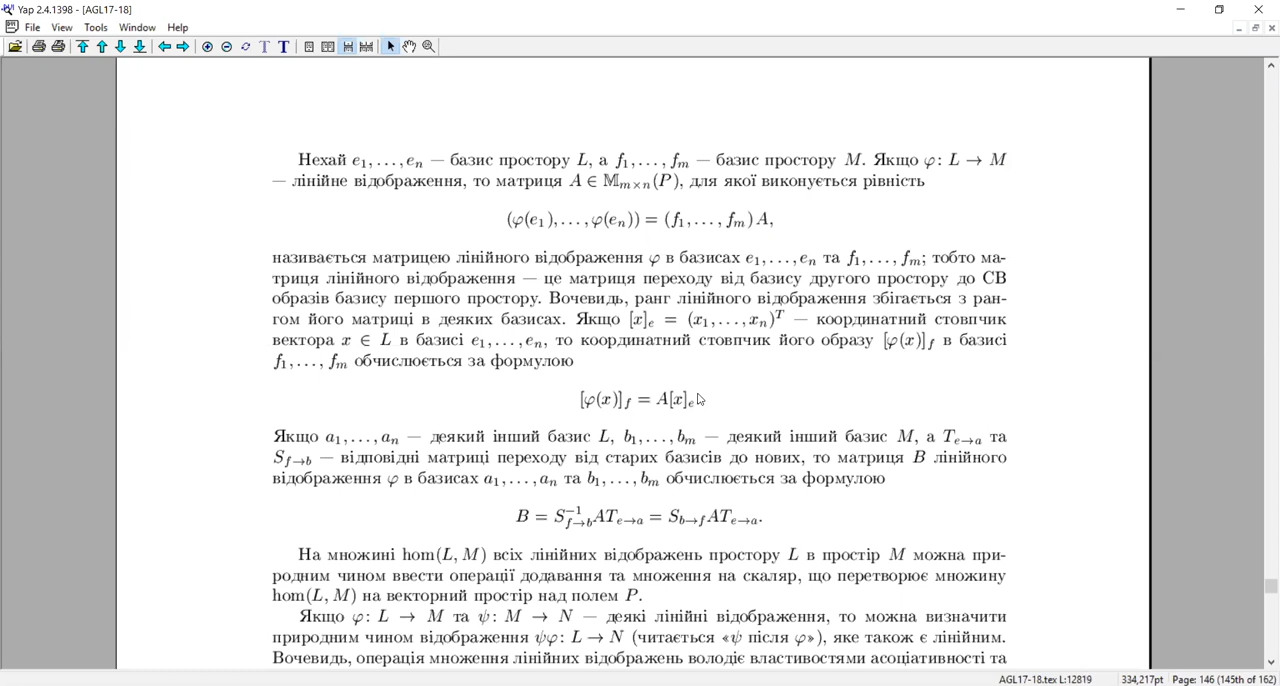 Yap 2.4.1398 - [AGL17-18]
File View Tools Window Help
Нехай e₁, . . . , eₙ — базис простору L, а f₁, . . . , fₘ — базис простору M. Якщо φ: L → M
— лінійне відображення, то матриця A ∈ 𝕄ₘₓₙ(P), для якої виконується рівність
(φ(e₁), . . . , φ(eₙ)) = (f₁, . . . , fₘ) A,
називається матрицею лінійного відображення φ в базисах e₁, . . . , eₙ та f₁, . . . , fₘ; тобто ма-
триця лінійного відображення — це матриця переходу від базису другого простору до СВ
образів базису першого простору. Вочевидь, ранг лінійного відображення збігається з ран-
гом його матриці в деяких базисах. Якщо [x]ₑ = (x₁, . . . , xₙ)ᵀ — координатний стовпчик
вектора x ∈ L в базисі e₁, . . . , eₙ, то координатний стовпчик його образу [φ(x)]_f в базисі
f₁, . . . , fₘ обчислюється за формулою
[φ(x)]_f = A[x]ₑ
Якщо a₁, . . . , aₙ — деякий інший базис L, b₁, . . . , bₘ — деякий інший базис M, а T_{e→a} та
S_{f→b} — відповідні матриці переходу від старих базисів до нових, то матриця B лінійного
відображення φ в базисах a₁, . . . , aₙ та b₁, . . . , bₘ обчислюється за формулою
B = S⁻¹_{f→b}AT_{e→a} = S_{b→f}AT_{e→a}.
На множині hom(L, M) всіх лінійних відображень простору L в простір M можна при-
родним чином ввести операції додавання та множення на скаляр, що перетворює множину
hom(L, M) на векторний простір над полем P.
Якщо φ: L → M та ψ: M → N — деякі лінійні відображення, то можна визначити
природним чином відображення ψφ: L → N (читається «ψ після φ»), яке також є лінійним.
Вочевидь, операція множення лінійних відображень володіє властивостями асоціативності та
AGL17-18.tex L:12819 334,217pt Page: 146 (145th of 162)